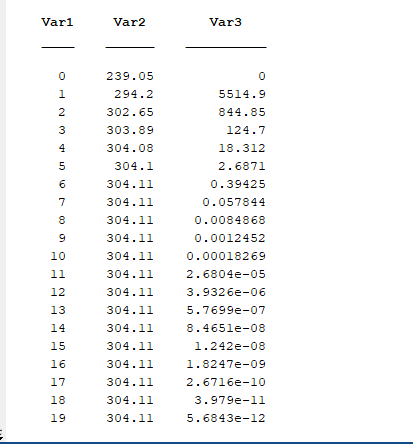 Var1 Var2 Var3
0 239.05 0
1 294.2 5514.9
2 302.65 844.85
3 303.89 124.7
4 304.08 18.312
5 304.1 2.6871
6 304.11 0.39425
7 304.11 0.057844
8 304.11 0.0084868
9 304.11 0.0012452
10 304.11 0.00018269
11 304.11 2.6804e-05
12 304.11 3.9326e-06
13 304.11 5.7699e-07
14 304.11 8.4651e-08
15 304.11 1.242e-08
16 304.11 1.8247e-09
17 304.11 2.6716e-10
18 304.11 3.979e-11
19 304.11 5.6843e-12